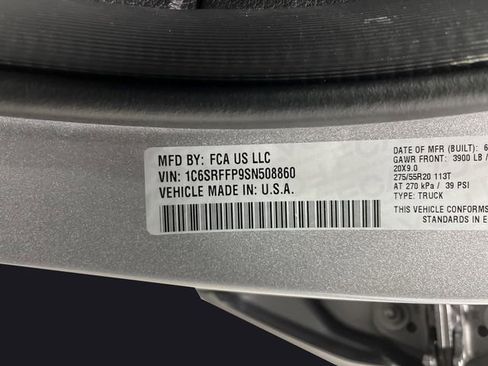 MFD BY: FCA US LLC
VIN: 1C6SRFFP9SN508860
VEHICLE MADE IN: U.S.A.
DATE OF MFR (BUILT): 6
GAWR FRONT: 3900 LB /
20X9.0
275/55R20 113T
AT 270 kPa / 39 PSI
TYPE: TRUCK
THIS VEHICLE CONFORMS
STANDARDS IN E